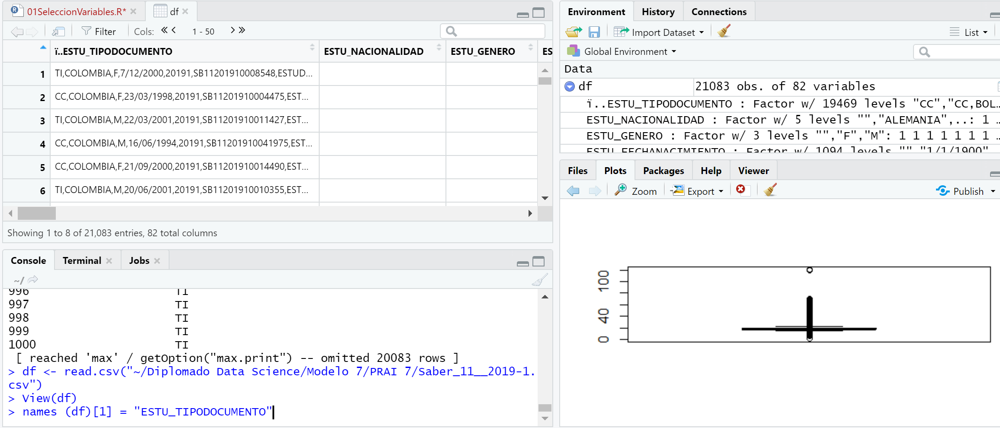 01SeleccionVariables.R*
df
Filter
Cols:
1 - 50
ï..ESTU_TIPODOCUMENTO
ESTU_NACIONALIDAD
ESTU_GENERO
ES
1 TI,COLOMBIA,F,7/12/2000,20191,SB11201910008548,ESTUD...
2 CC,COLOMBIA,F,23/03/1998,20191,SB11201910004475,EST...
3 TI,COLOMBIA,M,22/03/2001,20191,SB11201910011427,EST...
4 CC,COLOMBIA,M,16/06/1994,20191,SB11201910041975,EST...
5 CC,COLOMBIA,F,21/09/2000,20191,SB11201910014490,EST...
6 TI,COLOMBIA,M,20/06/2001,20191,SB11201910010355,EST...
Showing 1 to 8 of 21,083 entries, 82 total columns
Console
Terminal
Jobs
~/
996 TI
997 TI
998 TI
999 TI
1000 TI
[ reached 'max' / getOption("max.print") -- omitted 20083 rows ]
> df <- read.csv("~/Diplomado Data Science/Modelo 7/PRAI 7/Saber_11__2019-1.
csv")
> View(df)
> names (df)[1] = "ESTU_TIPODOCUMENTO"
Environment
History
Connections
Import Dataset
List
Global Environment
Data
df 21083 obs. of 82 variables
ï..ESTU_TIPODOCUMENTO : Factor w/ 19469 levels "CC","CC,BOL…
ESTU_NACIONALIDAD : Factor w/ 5 levels "","ALEMANIA",..: 1 …
ESTU_GENERO : Factor w/ 3 levels "","F","M": 1 1 1 1 1 1 1 …
ESTU_FECHANACIMIENTO : Factor w/ 1094 levels "","1/1/1900"
Files
Plots
Packages
Help
Viewer
Zoom
Export
Publish
100
40
0